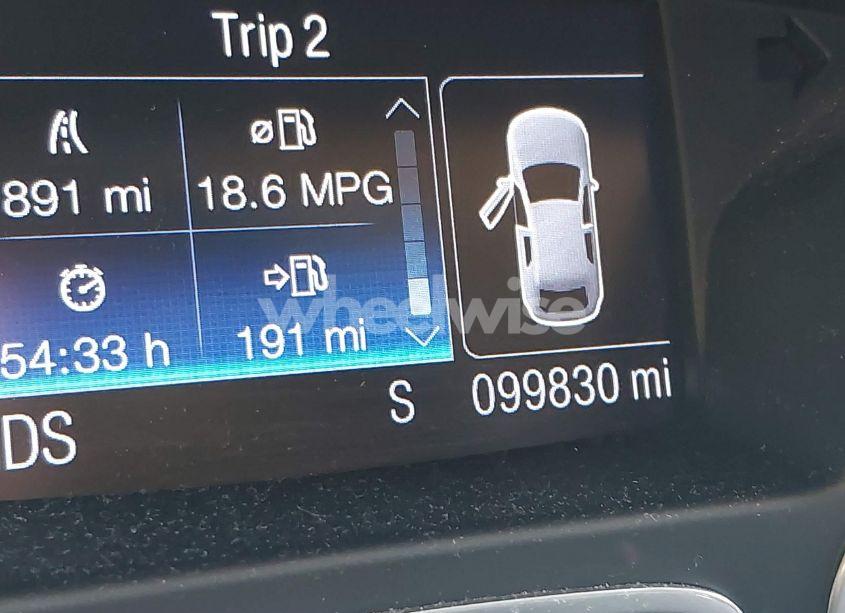 Trip 2
891 mi
18.6 MPG
54:33 h
191 mi
wheelwise
DS
S
099830 mi